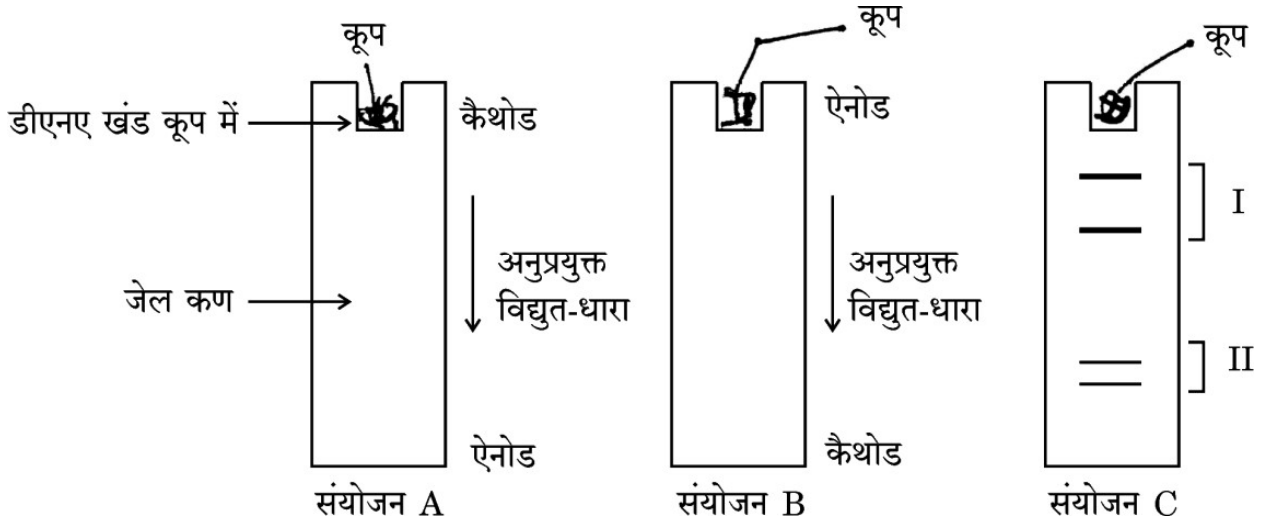 कूप
डीएनए खंड कूप में
कैथोड
अनुप्रयुक्त
विद्युत-धारा
जेल कण
ऐनोड
संयोजन A
कूप
ऐनोड
अनुप्रयुक्त
विद्युत-धारा
कैथोड
संयोजन B
कूप
I
II
संयोजन C